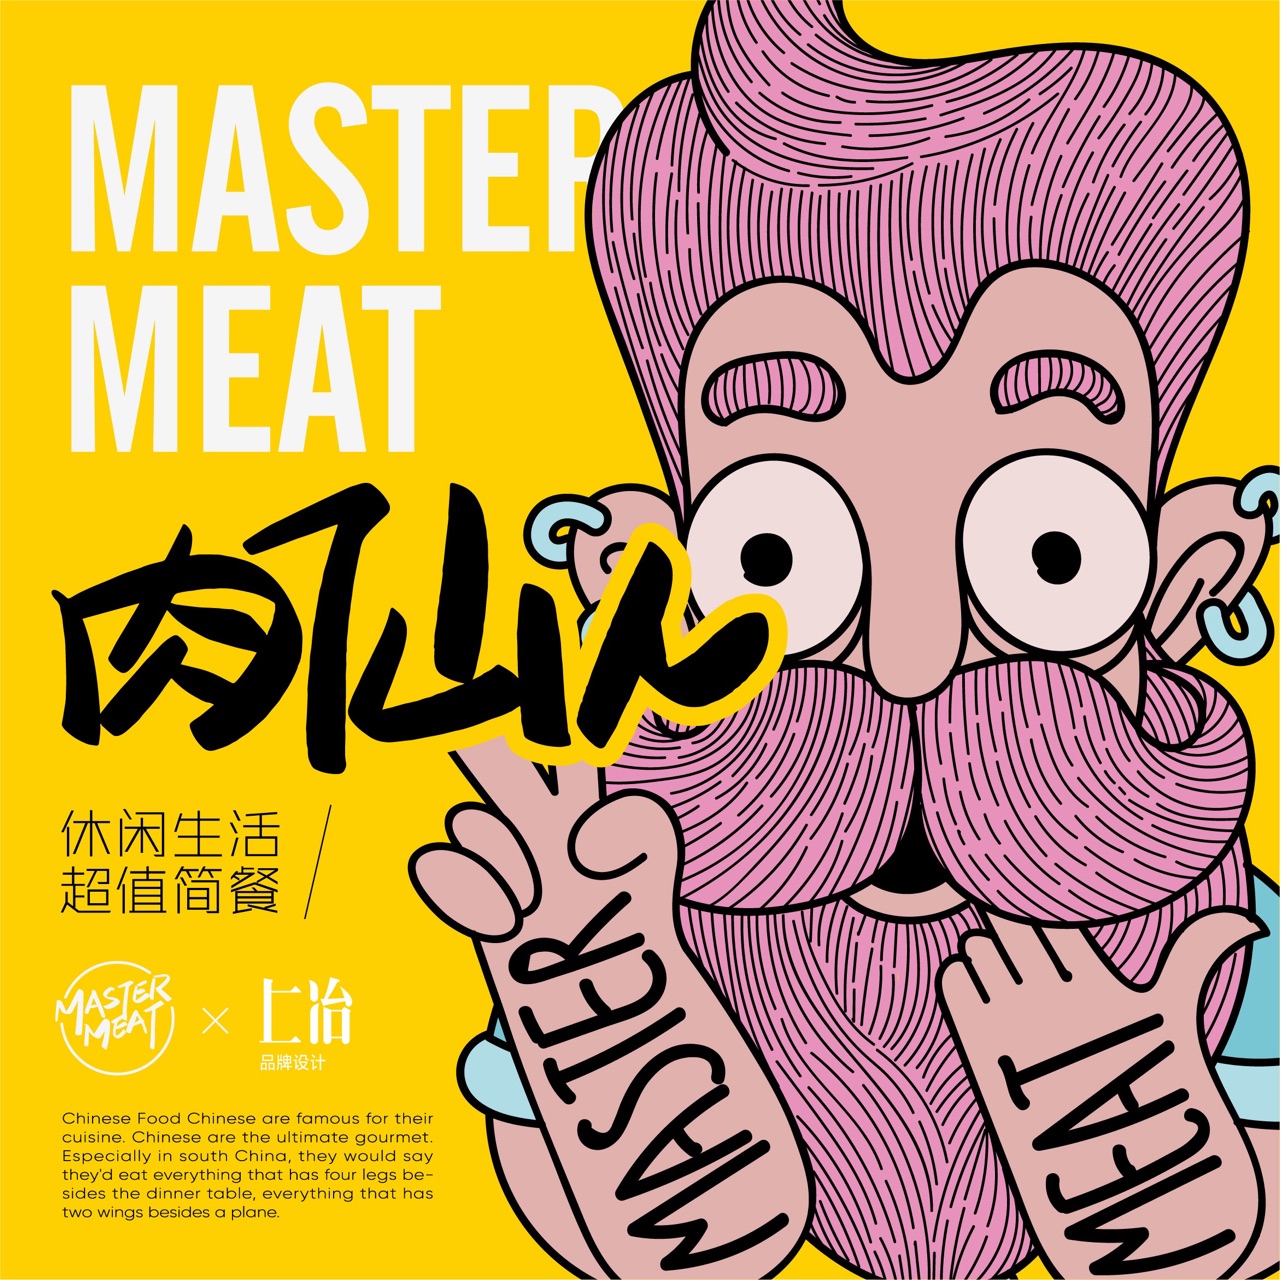 MASTER
MEAT
肉仙人
休闲生活
超值简餐
MASTER
MEAT
×
上冶
品牌设计
Chinese Food Chinese are famous for their
cuisine. Chinese are the ultimate gourmet.
Especially in south China, they would say
they'd eat everything that has four legs be-
sides the dinner table, everything that has
two wings besides a plane.
MASTER
MEAT